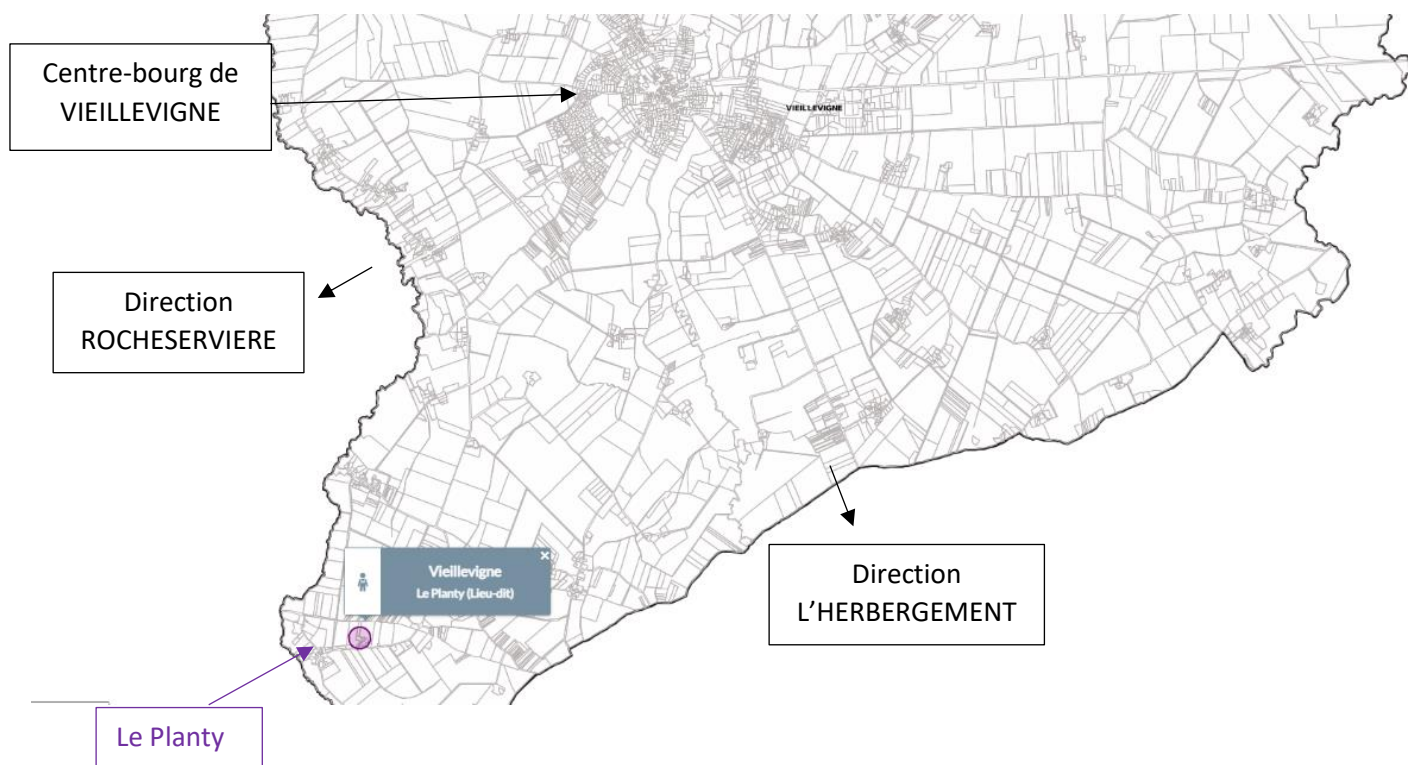 Centre-bourg de
VIEILLEVIGNE
VIEILLEVIGNE
Direction
ROCHESERVIERE
Vieillevigne
Le Planty (Lieu-dit)
Direction
L’HERBERGEMENT
Le Planty